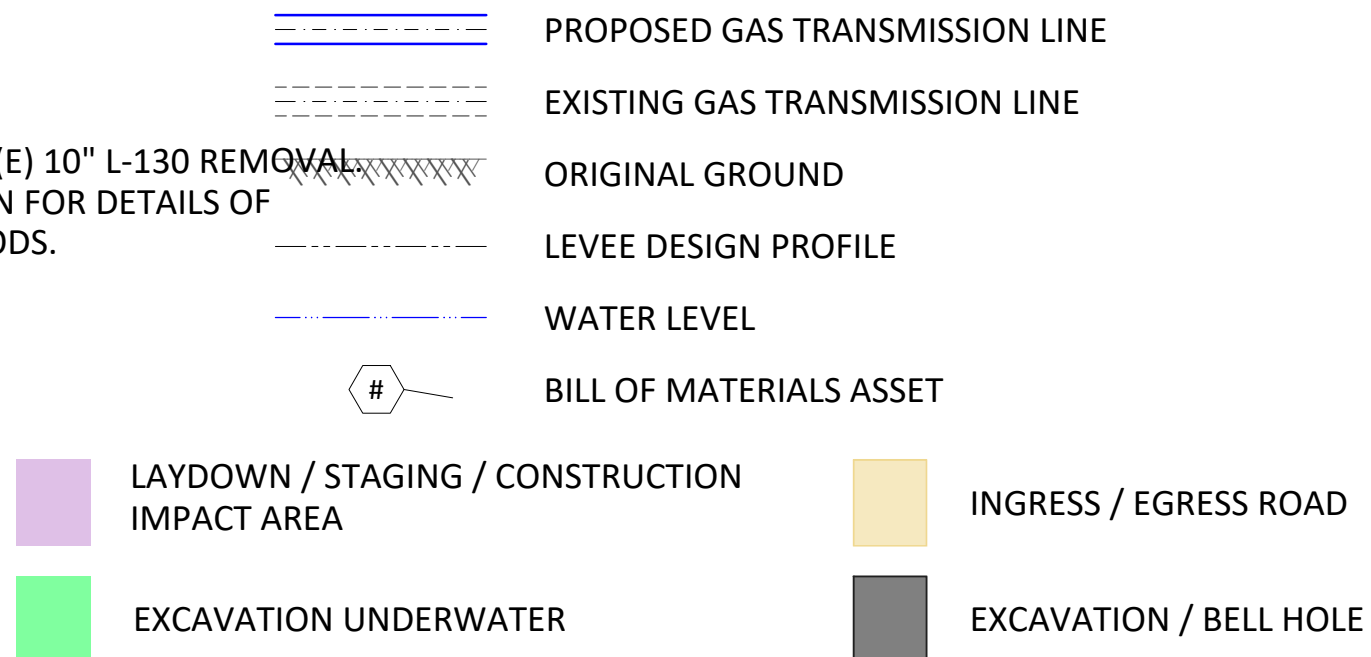 PROPOSED GAS TRANSMISSION LINE
EXISTING GAS TRANSMISSION LINE
(E) 10" L-130 REMOVAL.
N FOR DETAILS OF
ODS.
ORIGINAL GROUND
LEVEE DESIGN PROFILE
WATER LEVEL
# BILL OF MATERIALS ASSET
LAYDOWN / STAGING / CONSTRUCTION
IMPACT AREA
INGRESS / EGRESS ROAD
EXCAVATION UNDERWATER
EXCAVATION / BELL HOLE